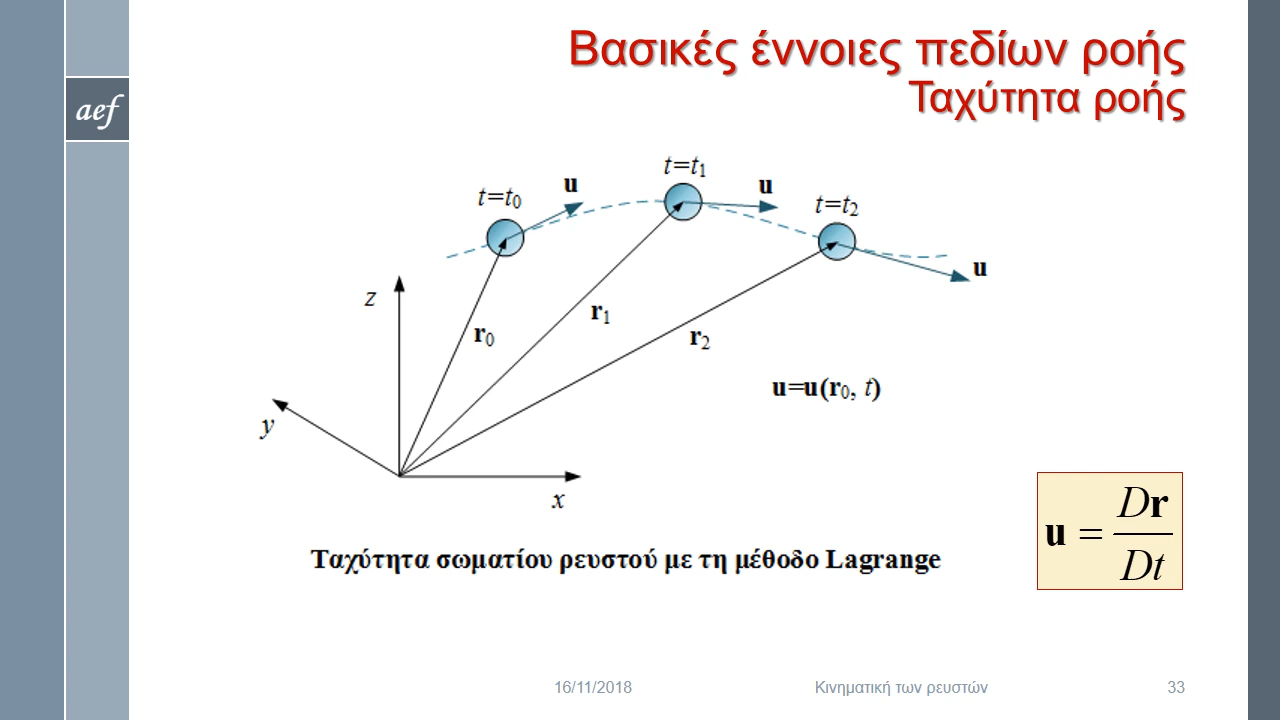 Βασικές έννοιες πεδίων ροής
Ταχύτητα ροής
aef
t=t₁
u
u
t=t₀
t=t₂
u
z
r₁
r₀
r₂
u=u(r₀, t)
y
x
u = Dr/Dt
Ταχύτητα σωματίου ρευστού με τη μέθοδο Lagrange
16/11/2018
Κινηματική των ρευστών
33